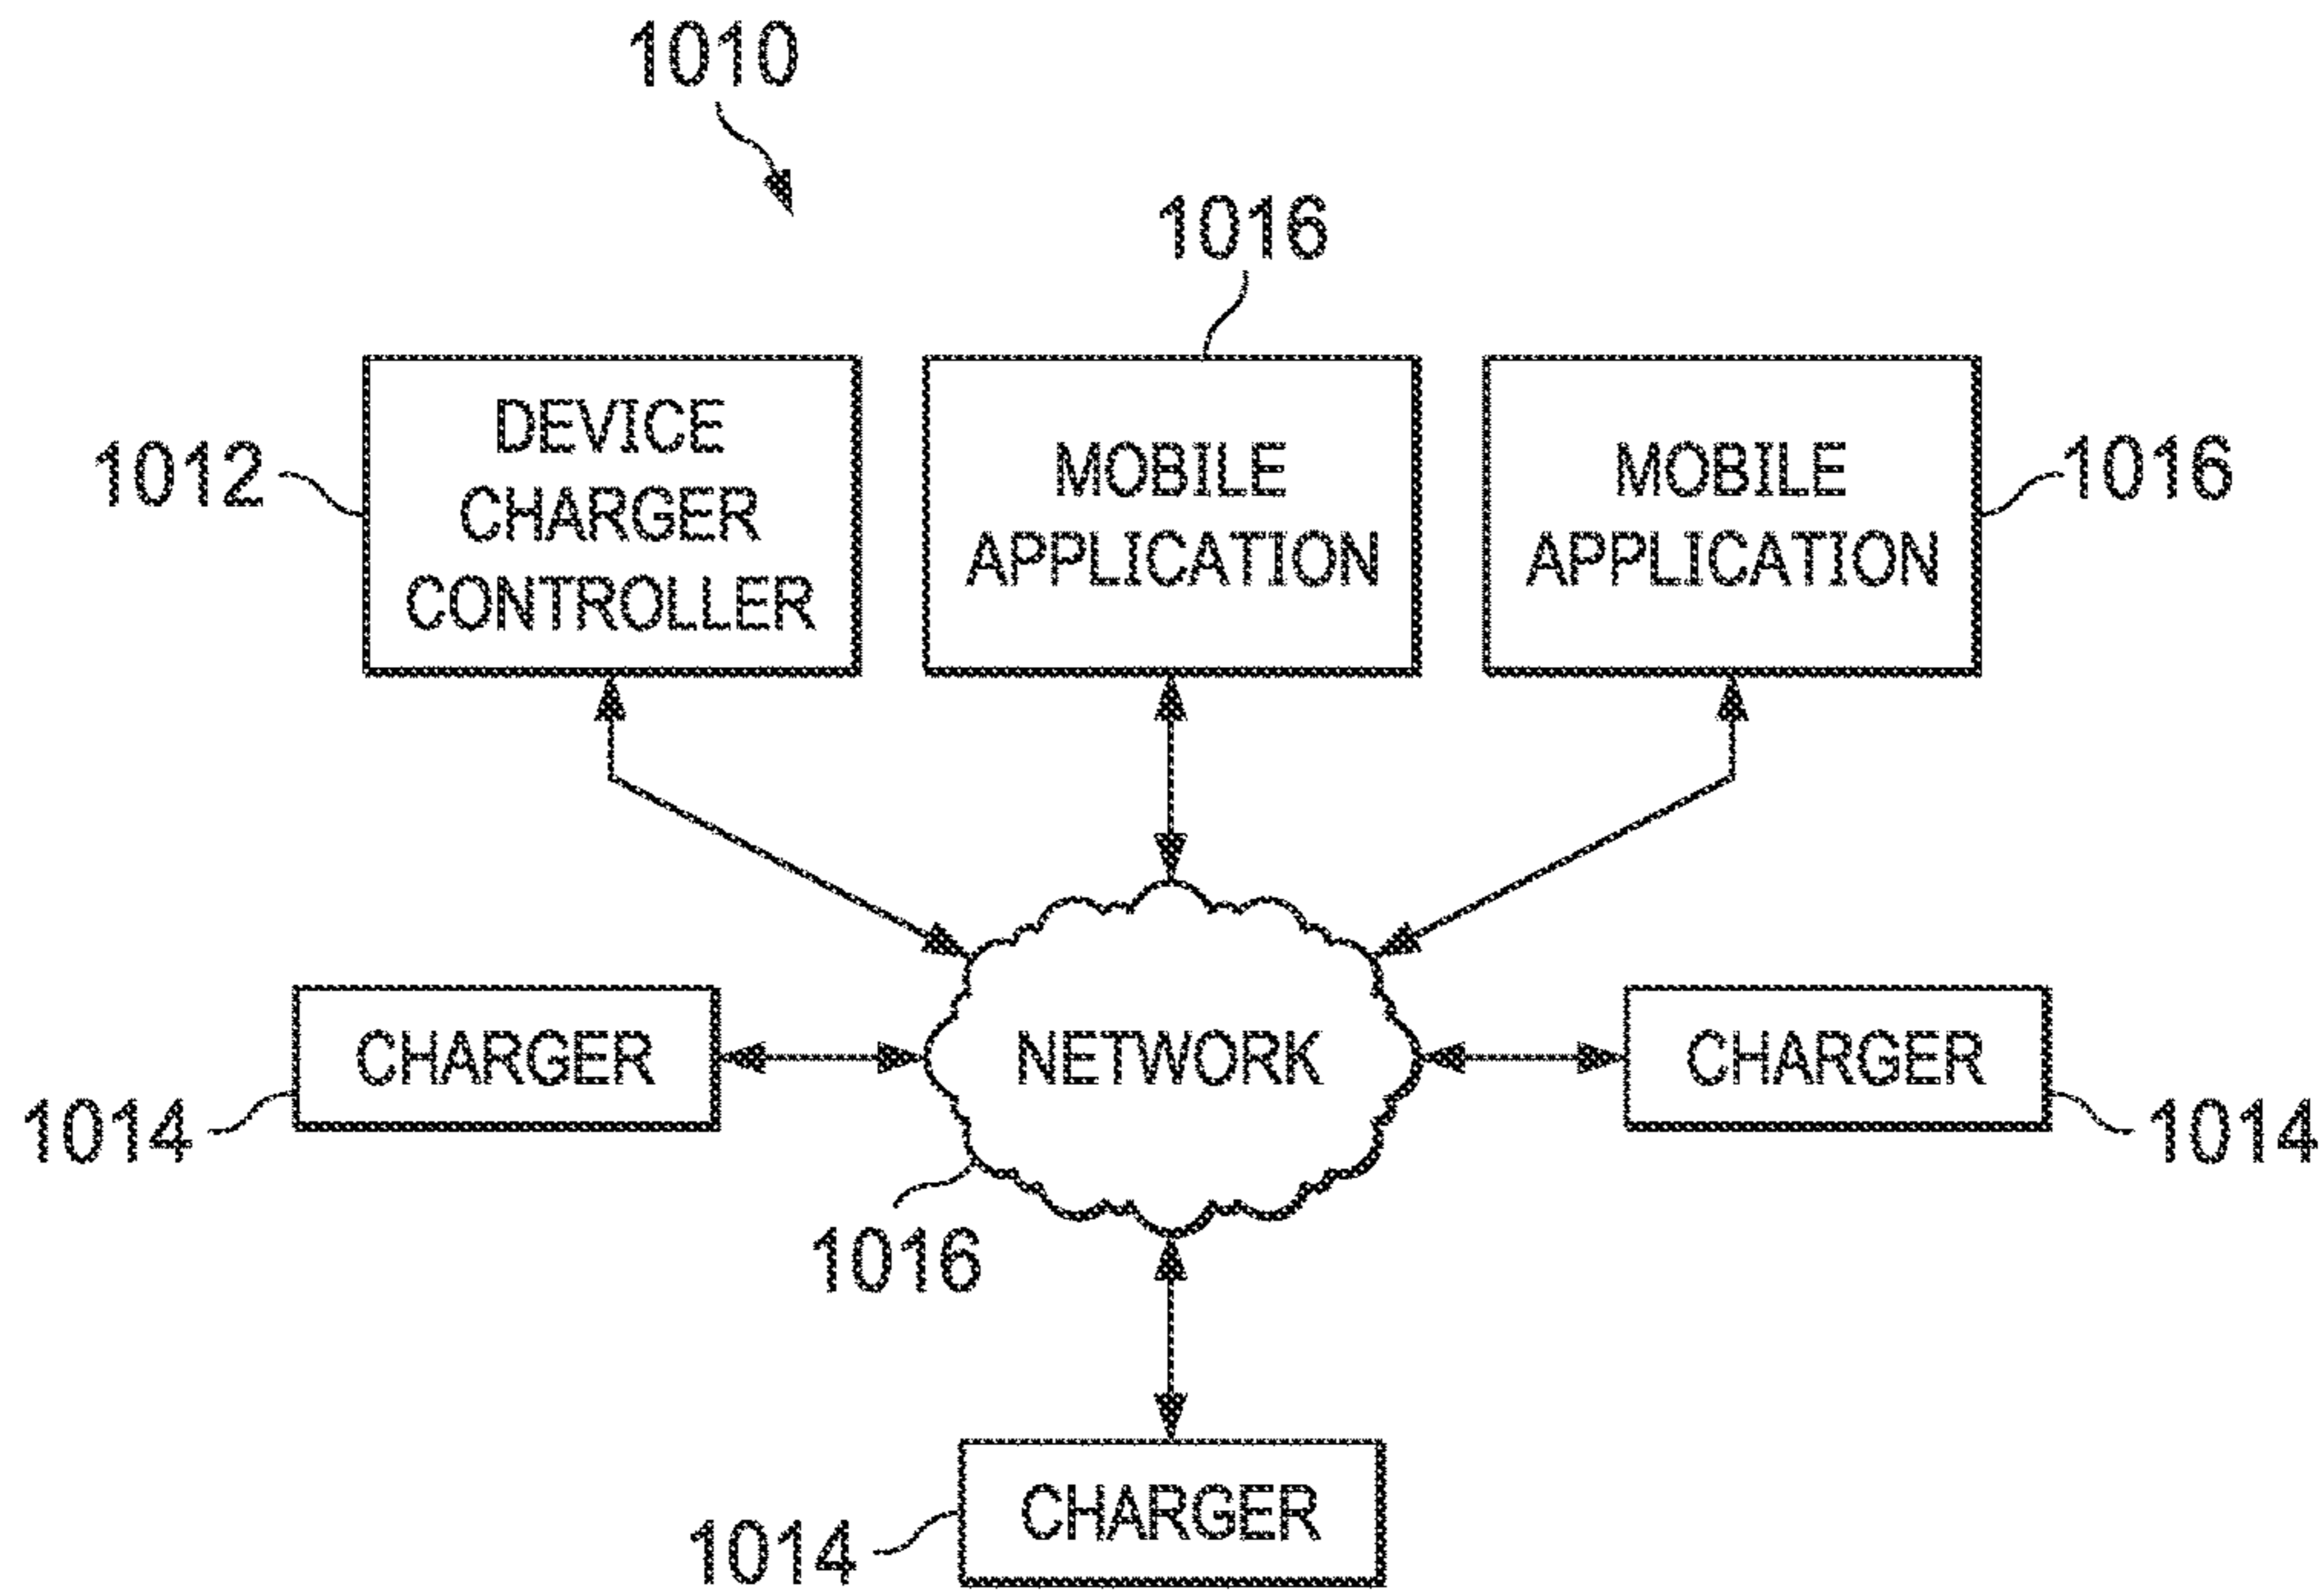 1010
1016
1012
DEVICE
CHARGER
CONTROLLER
MOBILE
APPLICATION
MOBILE
APPLICATION
1016
CHARGER
NETWORK
CHARGER
1014
1014
1016
CHARGER
1014